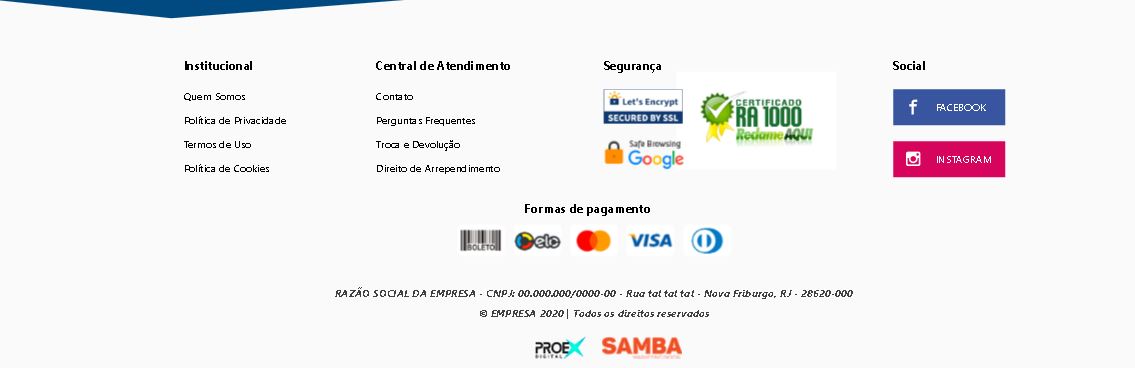 Institucional
Quem Somos
Política de Privacidade
Termos de Uso
Política de Cookies
Central de Atendimento
Contato
Perguntas Frequentes
Troca e Devolução
Direito de Arrependimento
Segurança
Let's Encrypt
SECURED BY SSL
Safe Browsing
Google
CERTIFICADO
RA 1000
ReclameAQUI
Social
FACEBOOK
INSTAGRAM
Formas de pagamento
BOLETO
elo
VISA
RAZÃO SOCIAL DA EMPRESA - CNPJ: 00.000.000/0000-00 - Rua tal tal tal - Nova Friburgo, RJ - 28620-000
© EMPRESA 2020 | Todos os direitos reservados
PROEX
DIGITAL
SAMBA